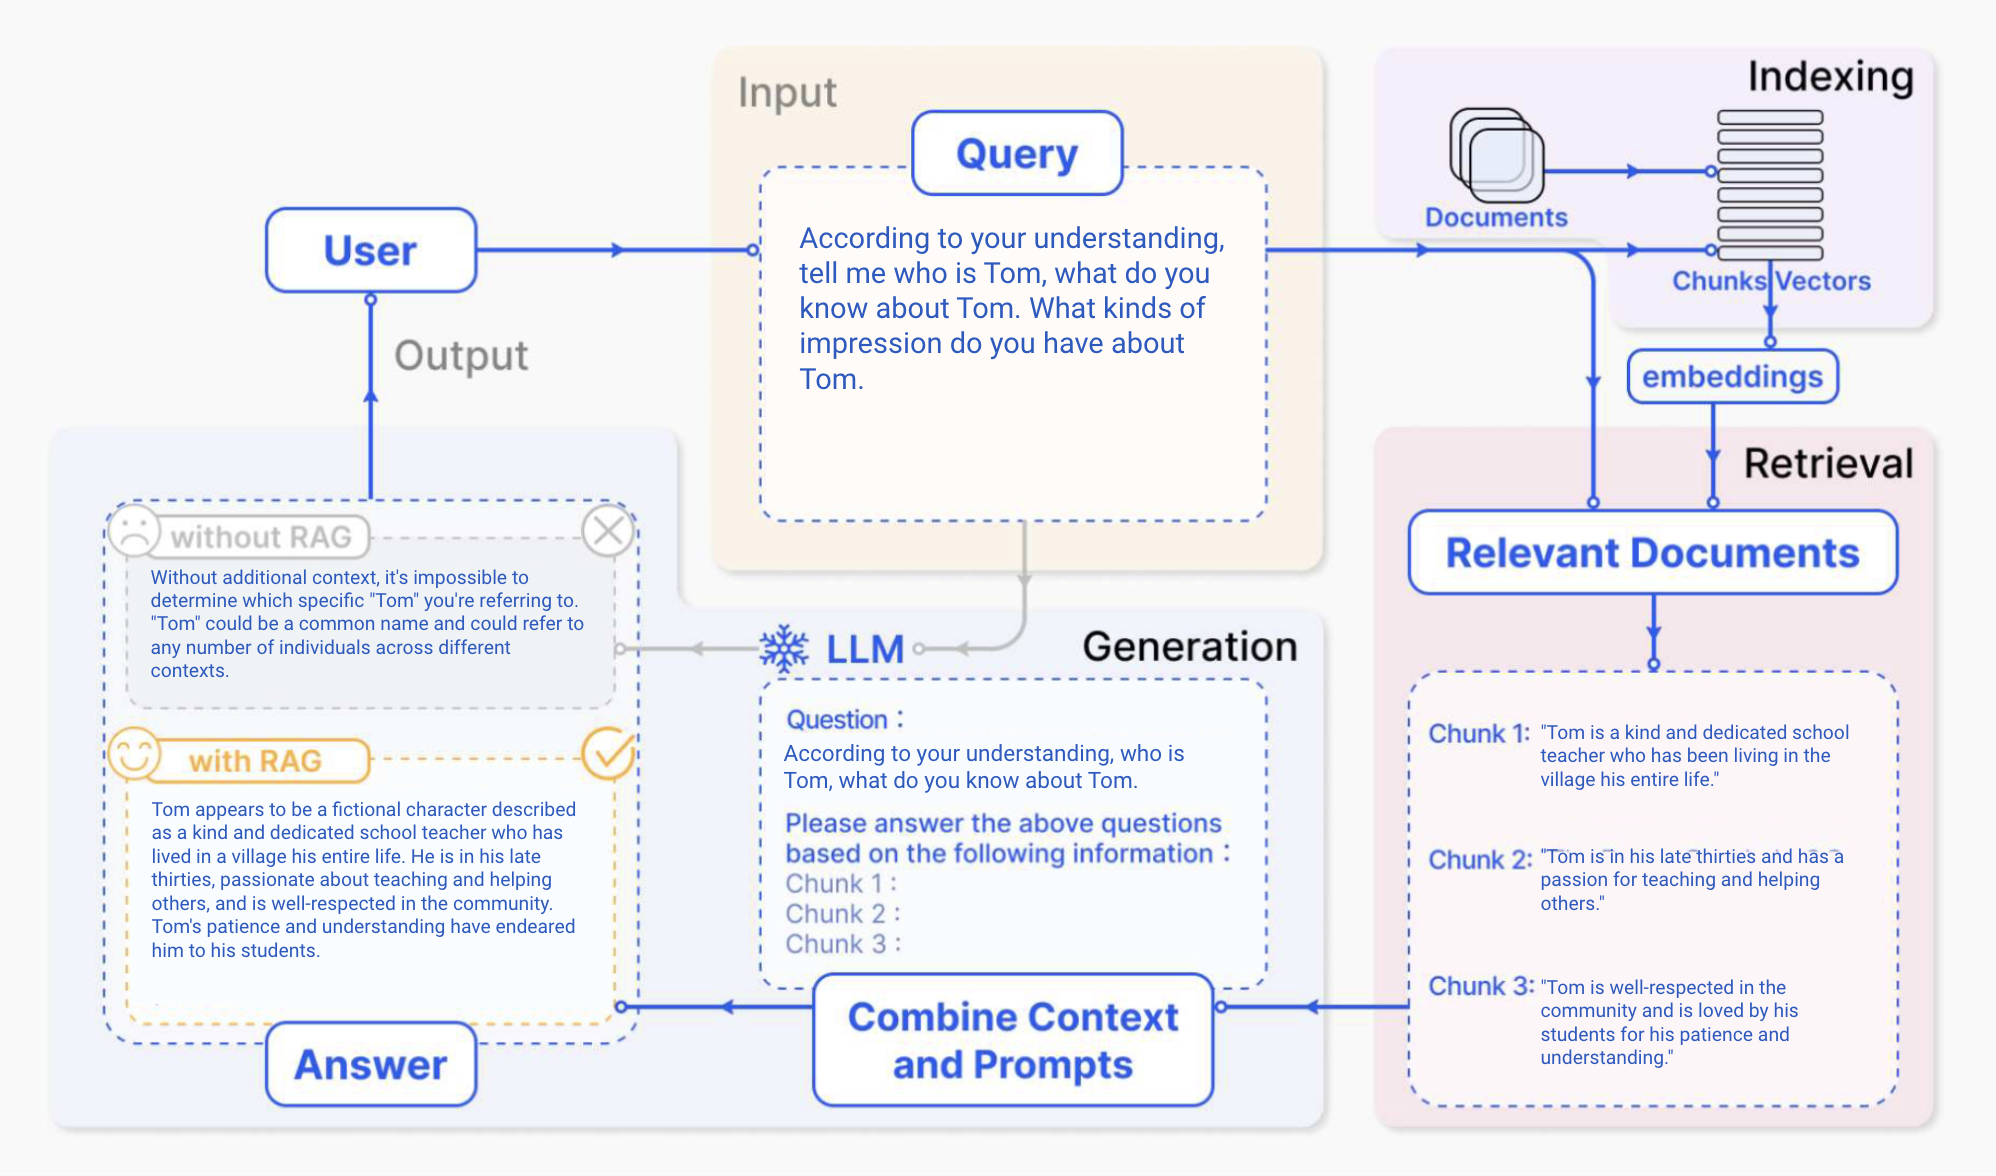 Input
Query
According to your understanding,
tell me who is Tom, what do you
know about Tom. What kinds of
impression do you have about
Tom.
Indexing
Documents
Chunks Vectors
embeddings
User
Output
Retrieval
Relevant Documents
Chunk 1: "Tom is a kind and dedicated school
teacher who has been living in the
village his entire life."
Chunk 2: "Tom is in his late thirties and has a
passion for teaching and helping
others."
Chunk 3: "Tom is well-respected in the
community and is loved by his
students for his patience and
understanding."
LLM
Generation
Question :
According to your understanding, who is
Tom, what do you know about Tom.
Please answer the above questions
based on the following information :
Chunk 1 :
Chunk 2 :
Chunk 3 :
Combine Context
and Prompts
without RAG
Without additional context, it's impossible to
determine which specific "Tom" you're referring to.
"Tom" could be a common name and could refer to
any number of individuals across different
contexts.
with RAG
Tom appears to be a fictional character described
as a kind and dedicated school teacher who has
lived in a village his entire life. He is in his late
thirties, passionate about teaching and helping
others, and is well-respected in the community.
Tom's patience and understanding have endeared
him to his students.
Answer